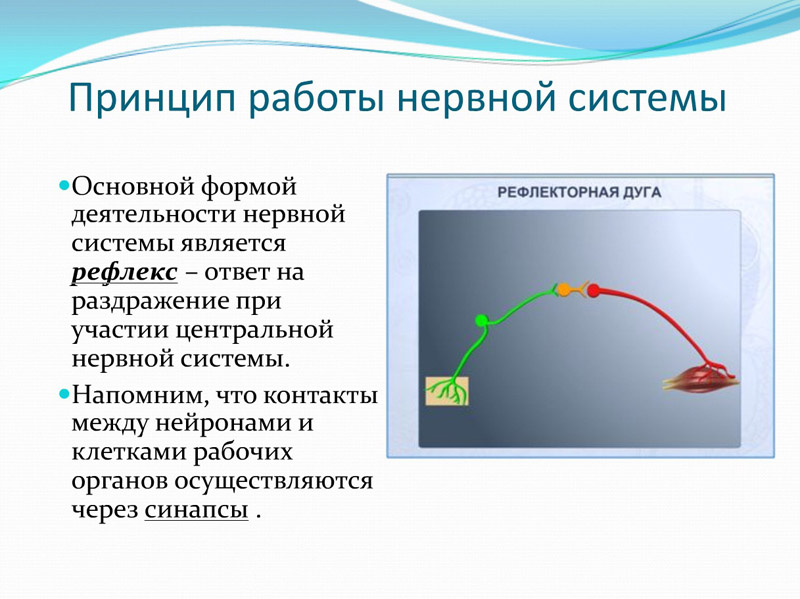 Принцип работы нервной системы
Основной формой
деятельности нервной
системы является
рефлекс – ответ на
раздражение при
участии центральной
нервной системы.
Напомним, что контакты
между нейронами и
клетками рабочих
органов осуществляются
через синапсы .
РЕФЛЕКТОРНАЯ ДУГА